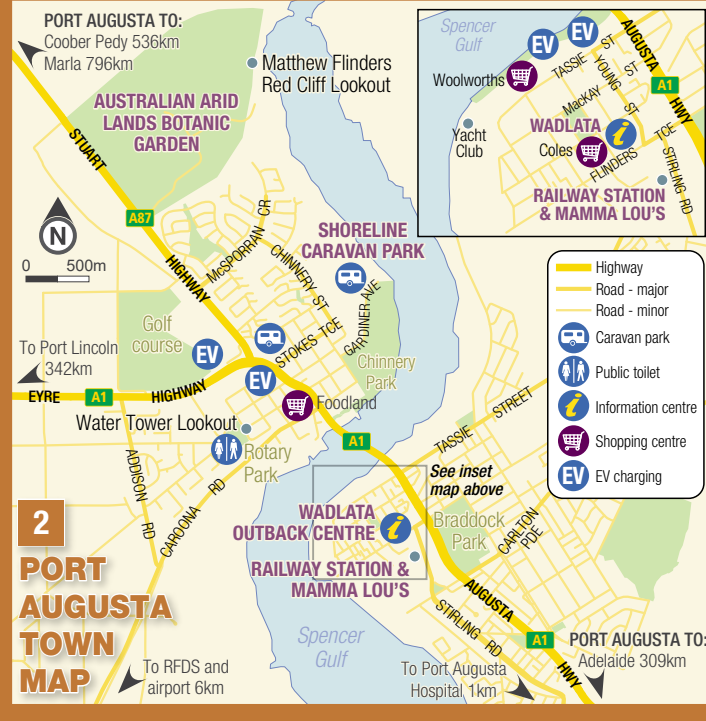 PORT AUGUSTA TO:
Coober Pedy 536km
Marla 796km
Matthew Flinders
Red Cliff Lookout
AUSTRALIAN ARID
LANDS BOTANIC
GARDEN
STUART
A87
HIGHWAY
N
0 500m
McSPORRAN CR
CHINNERY ST
SHORELINE
CARAVAN PARK
GARDINER AVE
STOKES TCE
Chinnery
Park
Golf
course
EV
EV
To Port Lincoln
342km
EYRE
A1
HIGHWAY
Foodland
Water Tower Lookout
A1
Rotary
Park
ADDISON RD
CAROONA RD
TASSIE STREET
See inset
map above
WADLATA
OUTBACK CENTRE
i
Braddock
Park
CARLTON
PDE
RAILWAY STATION &
MAMMA LOU'S
AUGUSTA
A1
HWY
STIRLING RD
Spencer
Gulf
To RFDS and
airport 6km
To Port Augusta
Hospital 1km
PORT AUGUSTA TO:
Adelaide 309km
2
PORT
AUGUSTA
TOWN
MAP
Spencer
Gulf
EV
EV
TASSIE ST
AUGUSTA
A1
HWY
Woolworths
YOUNG ST
MacKAY ST
Yacht
Club
WADLATA
i
Coles
FLINDERS TCE
STIRLING RD
RAILWAY STATION
& MAMMA LOU'S
Highway
Road - major
Road - minor
Caravan park
Public toilet
i Information centre
Shopping centre
EV EV charging